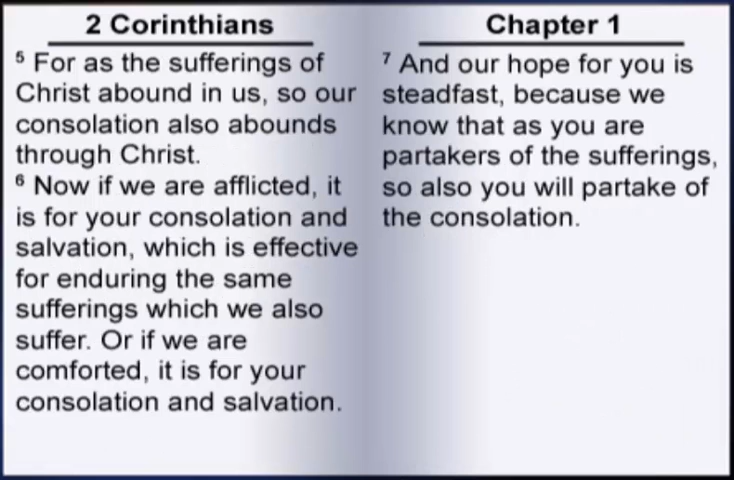 2 Corinthians
⁵ For as the sufferings of
Christ abound in us, so our
consolation also abounds
through Christ.
⁶ Now if we are afflicted, it
is for your consolation and
salvation, which is effective
for enduring the same
sufferings which we also
suffer. Or if we are
comforted, it is for your
consolation and salvation.
Chapter 1
⁷ And our hope for you is
steadfast, because we
know that as you are
partakers of the sufferings,
so also you will partake of
the consolation.